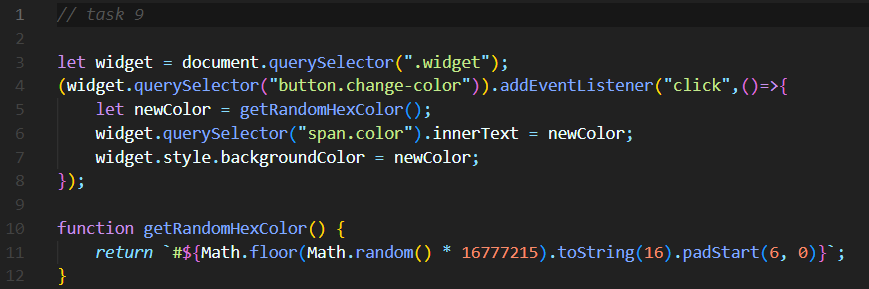 1 // task 9
2
3 let widget = document.querySelector(".widget");
4 (widget.querySelector("button.change-color")).addEventListener("click",()=>{
5     let newColor = getRandomHexColor();
6     widget.querySelector("span.color").innerText = newColor;
7     widget.style.backgroundColor = newColor;
8 });
9
10 function getRandomHexColor() {
11     return `#${Math.floor(Math.random() * 16777215).toString(16).padStart(6, 0)}`;
12 }